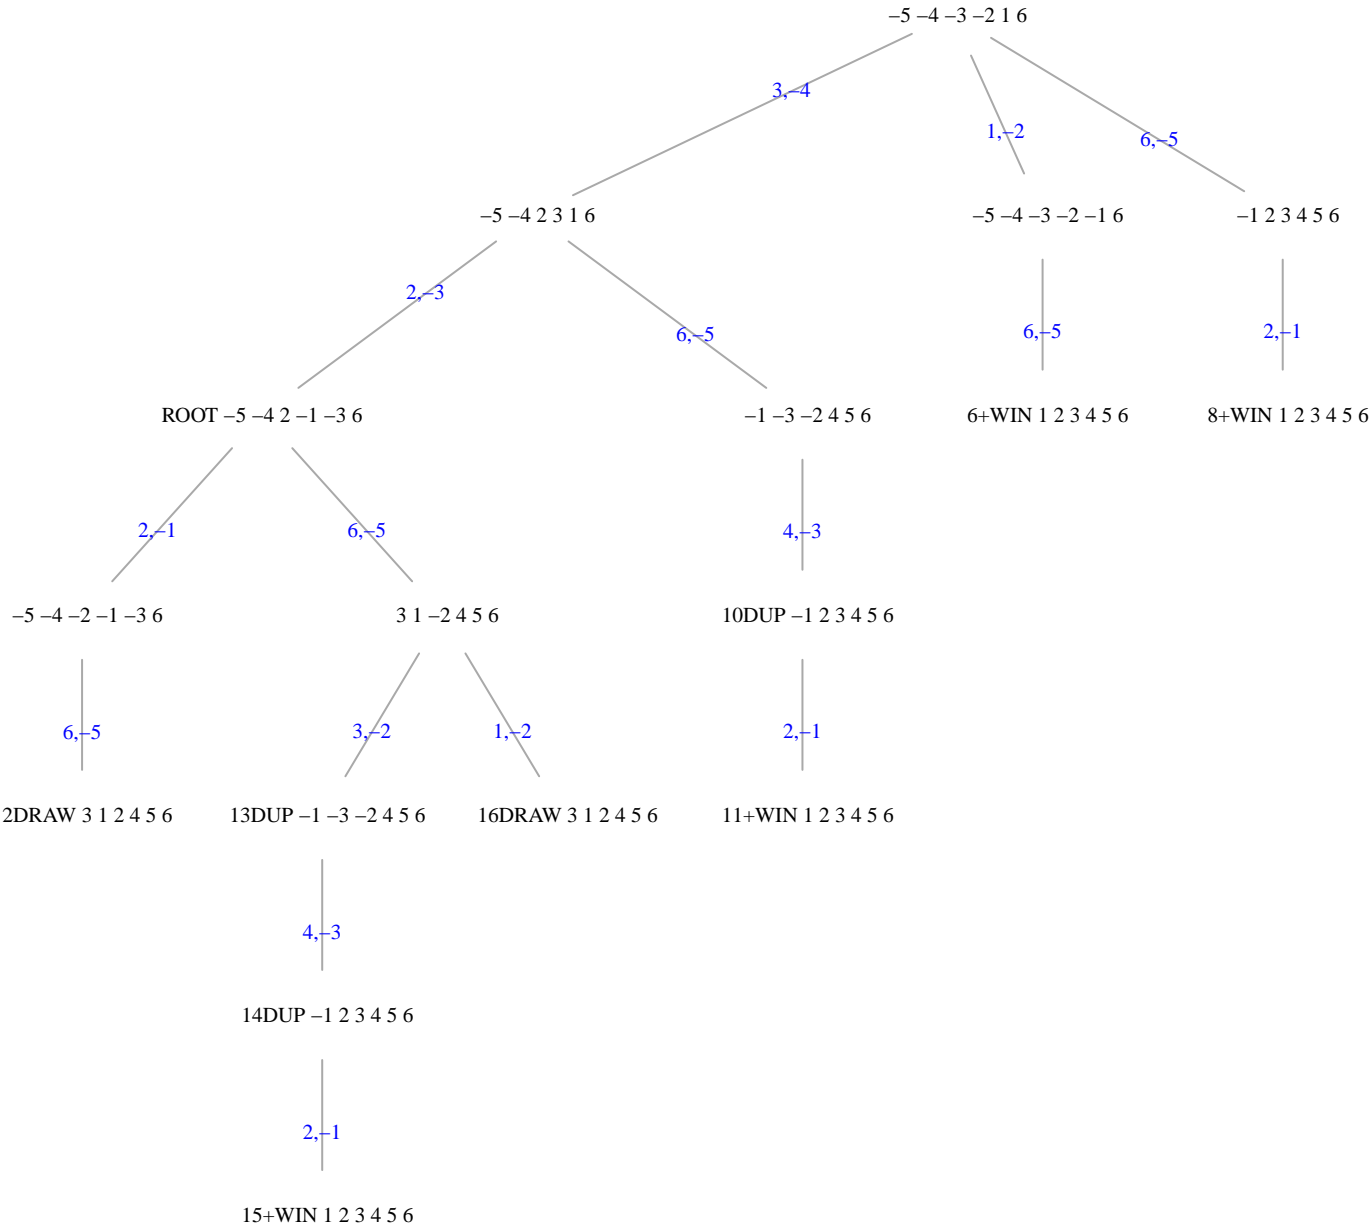 −5 −4 −3 −2 1 6
3,−4
1,−2
6,−5
−5 −4 2 3 1 6
−5 −4 −3 −2 −1 6
−1 2 3 4 5 6
2,−3
6,−5
6,−5
2,−1
ROOT −5 −4 2 −1 −3 6
−1 −3 −2 4 5 6
6+WIN 1 2 3 4 5 6
8+WIN 1 2 3 4 5 6
2,−1
6,−5
4,−3
−5 −4 −2 −1 −3 6
3 1 −2 4 5 6
10DUP −1 2 3 4 5 6
6,−5
3,−2
1,−2
2,−1
2DRAW 3 1 2 4 5 6
13DUP −1 −3 −2 4 5 6
16DRAW 3 1 2 4 5 6
11+WIN 1 2 3 4 5 6
4,−3
14DUP −1 2 3 4 5 6
2,−1
15+WIN 1 2 3 4 5 6